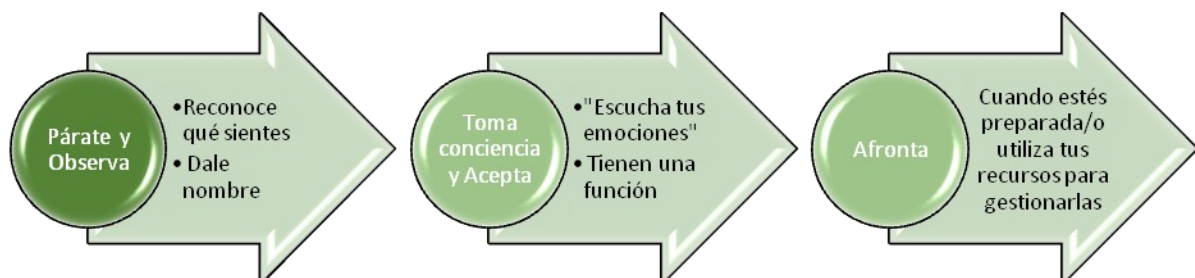 Párate y
Observa
•Reconoce
qué sientes
• Dale
nombre
Toma
conciencia
y Acepta
•"Escucha tus
emociones"
• Tienen una
función
Afronta
Cuando estés
preparada/o
utiliza tus
recursos para
gestionarlas